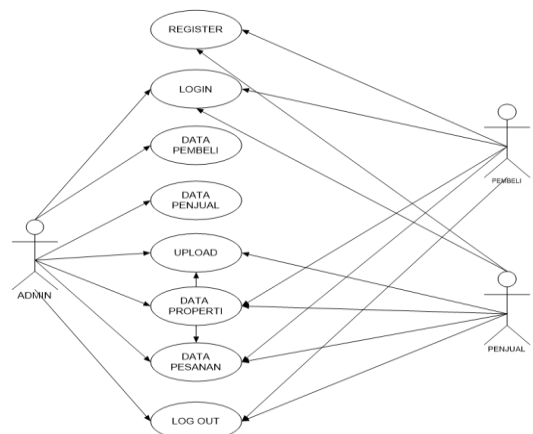 REGISTER
LOGIN
DATA
PEMBELI
DATA
PENJUAL
UPLOAD
DATA
PROPERTI
DATA
PESANAN
LOG OUT
ADMIN
PEMBELI
PENJUAL